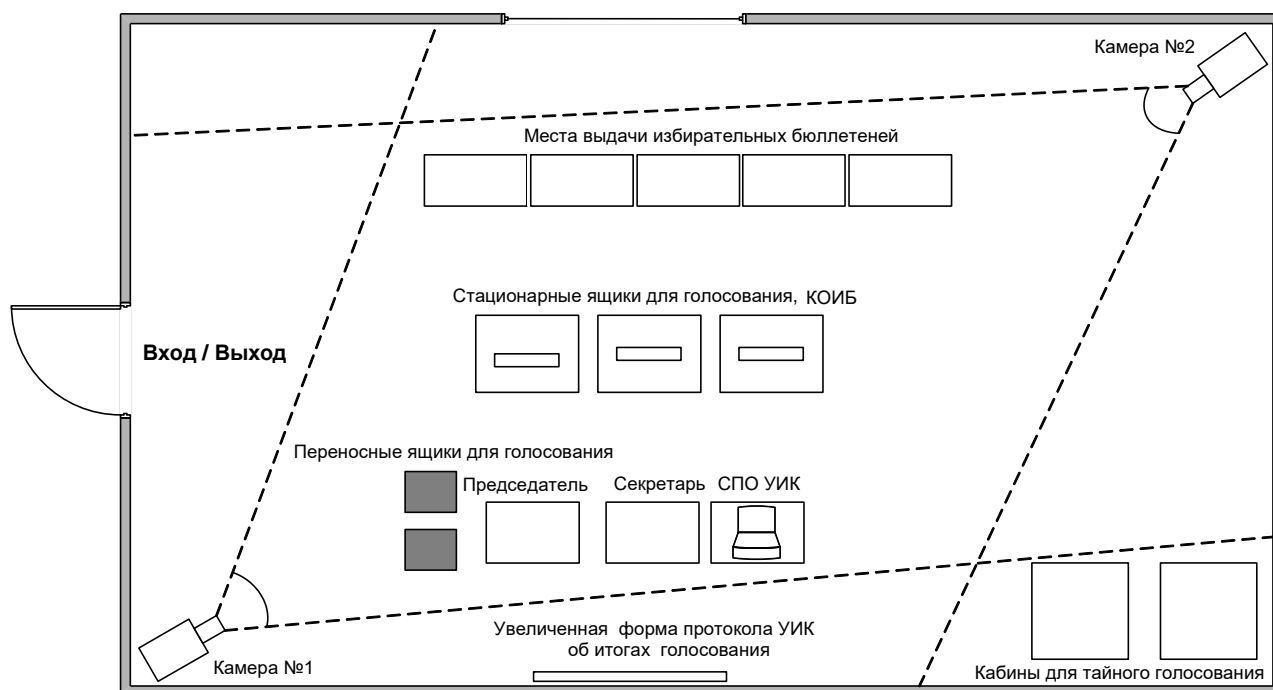 Камера №2
Места выдачи избирательных бюллетеней
Стационарные ящики для голосования, КОИБ
Вход / Выход
Переносные ящики для голосования
Председатель
Секретарь
СПО УИК
Увеличенная форма протокола УИК
об итогах голосования
Камера №1
Кабины для тайного голосования